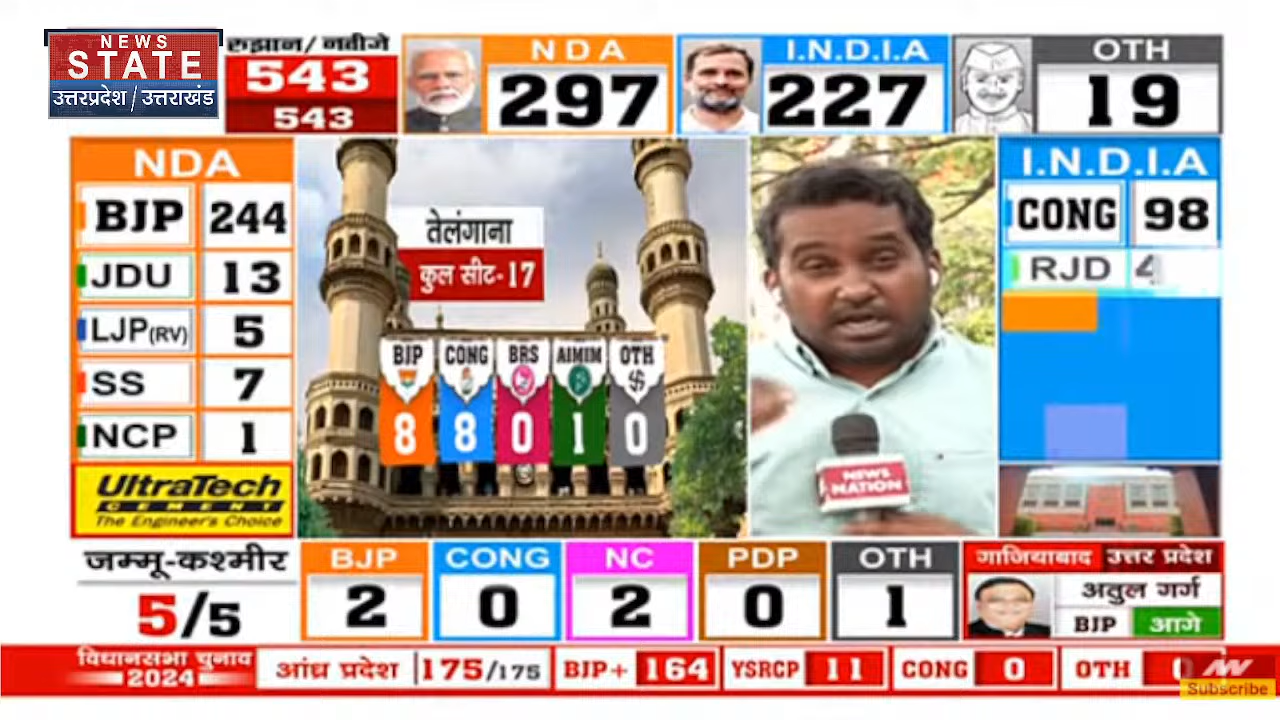 NEWS
STATE
उत्तरप्रदेश / उत्तराखंड
रुझान/ नतीजे
543
543
NDA
297
I.N.D.I.A
227
OTH
19
NDA
BJP 244
JDU 13
LJP(RV) 5
SS 7
NCP 1
UltraTech
CEMENT
The Engineer's Choice
तेलंगाना
कुल सीट-17
BJP CONG BRS AIMIM OTH
8 8 0 1 0
NEWS
NATION
I.N.D.I.A
CONG 98
RJD 4
जम्मू-कश्मीर
5/5
BJP CONG NC PDP OTH
2 0 2 0 1
गाजियाबाद उत्तर प्रदेश
अतुल गर्ग
BJP आगे
विधानसभा चुनाव
2024
आंध्र प्रदेश 175/175 BJP+ 164 YSRCP 11 CONG 0 OTH 0
Subscribe